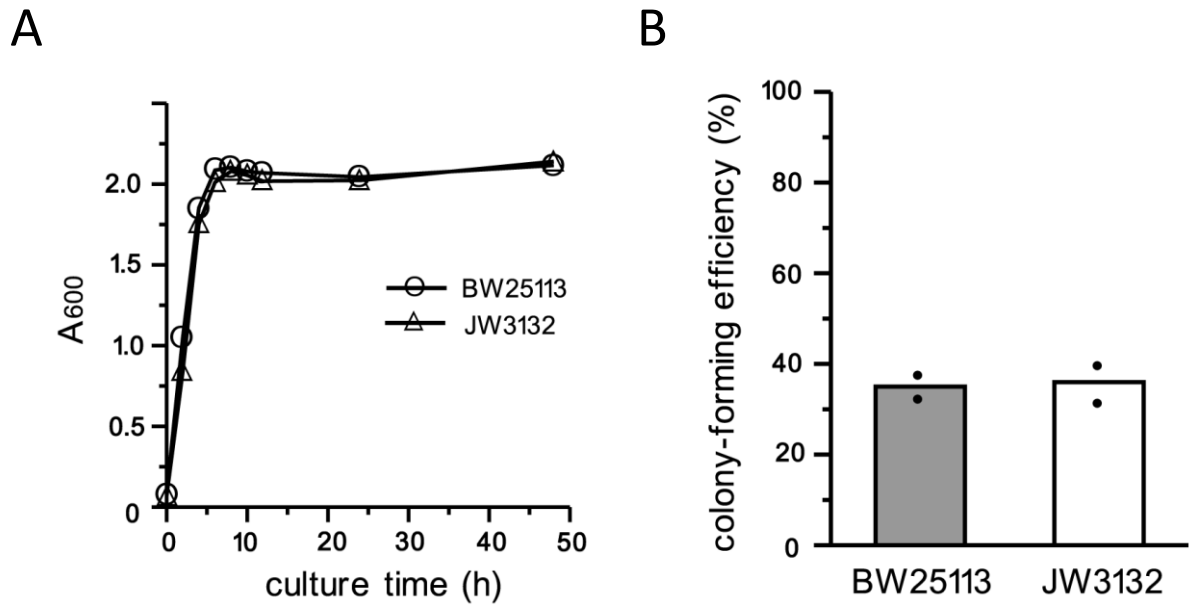 A
A600
2.0
1.5
1.0
0.5
0
0 10 20 30 40 50
culture time (h)
BW25113
JW3132
B
colony-forming efficiency (%)
100
80
60
40
20
0
BW25113 JW3132